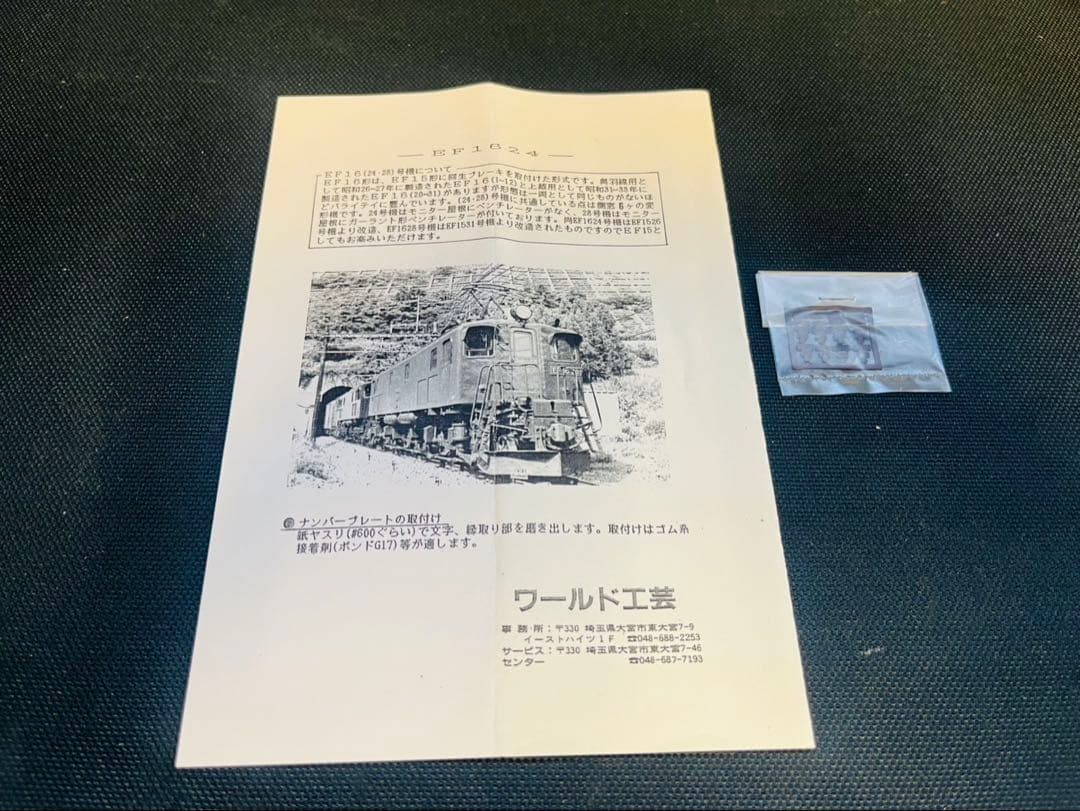 ―EF1624―
EF16(24・28)号機について
EF16形は、EF15形に回生ブレーキを取付けた形式です。奥羽線用と
して昭和26~27年に製造されたEF16(1~12)と上越用として昭和31~33年に
製造されたEF16(20~31)がありますが形態は一両として同じものがないほ
どバライテイに豊んでいます。(24・28)号機に共通している点は側窓6ヶの変
形機です。24号機はモニター屋根にベンチレーターがなく、28号機はモニター
屋根にガーラント形ベンチレーターが付いております。尚EF1624号機はEF1526
号機より改造、EF1628号機はEF1531号機より改造されたものですのでEF15と
してもお楽みいただけます。
ナンバープレートの取付け
紙ヤスリ(#600ぐらい)で文字、縁取り部を磨き出します。取付けはゴム系
接着剤(ボンドG17)等が適します。
ワールド工芸
事務所:〒330 埼玉県大宮市東大宮7-9
イーストハイツ1F ☎048-688-2253
サービス:〒330 埼玉県大宮市東大宮7-46
センター ☎048-687-7193